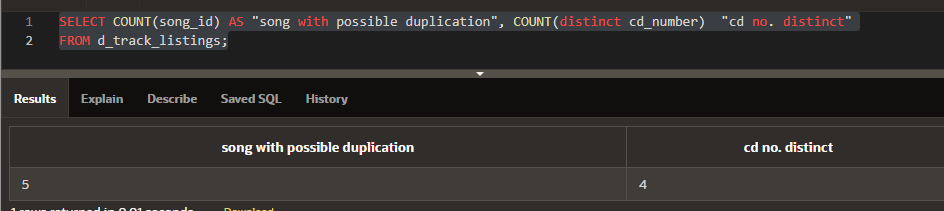 1 SELECT COUNT(song_id) AS "song with possible duplication", COUNT(distinct cd_number)  "cd no. distinct"
2 FROM d_track_listings;
Results Explain Describe Saved SQL History
song with possible duplication cd no. distinct
5 4
1 rows returned in 0.01 seconds Download